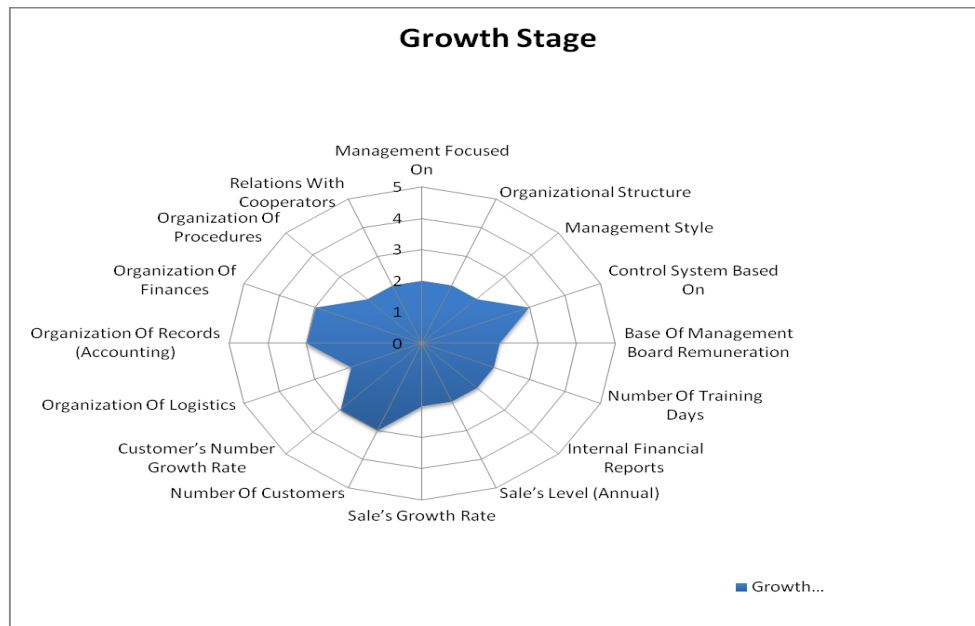 Growth Stage
Management Focused
On
Organizational Structure
Management Style
Control System Based
On
Base Of Management
Board Remuneration
Number Of Training
Days
Internal Financial
Reports
Sale’s Level (Annual)
Sale’s Growth Rate
Number Of Customers
Customer’s Number
Growth Rate
Organization Of Logistics
Organization Of Records
(Accounting)
Organization Of
Finances
Organization Of
Procedures
Relations With
Cooperators
5
4
3
2
1
0
Growth...